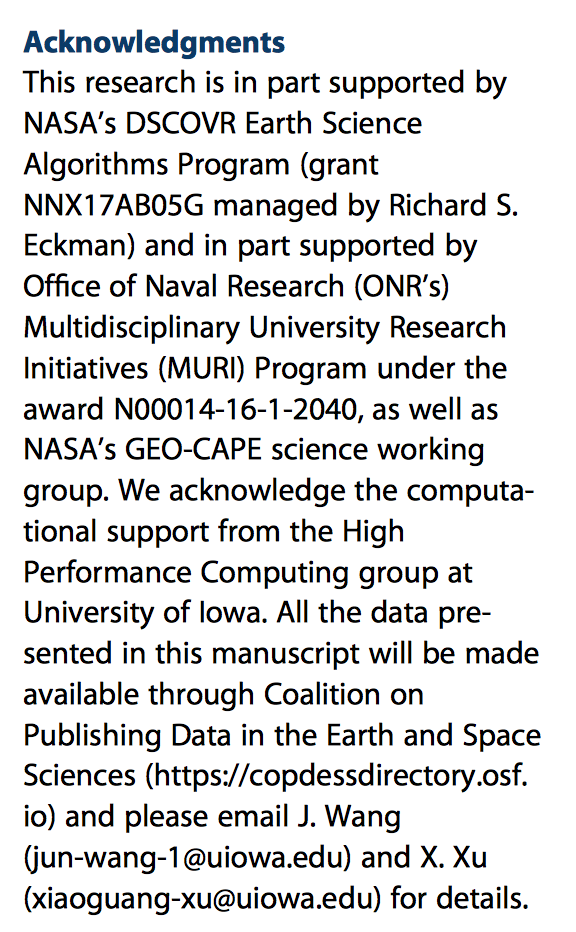 Acknowledgments
This research is in part supported by
NASA’s DSCOVR Earth Science
Algorithms Program (grant
NNX17AB05G managed by Richard S.
Eckman) and in part supported by
Office of Naval Research (ONR’s)
Multidisciplinary University Research
Initiatives (MURI) Program under the
award N00014-16-1-2040, as well as
NASA’s GEO-CAPE science working
group. We acknowledge the computa-
tional support from the High
Performance Computing group at
University of Iowa. All the data pre-
sented in this manuscript will be made
available through Coalition on
Publishing Data in the Earth and Space
Sciences (https://copdessdirectory.osf.
io) and please email J. Wang
(jun-wang-1@uiowa.edu) and X. Xu
(xiaoguang-xu@uiowa.edu) for details.